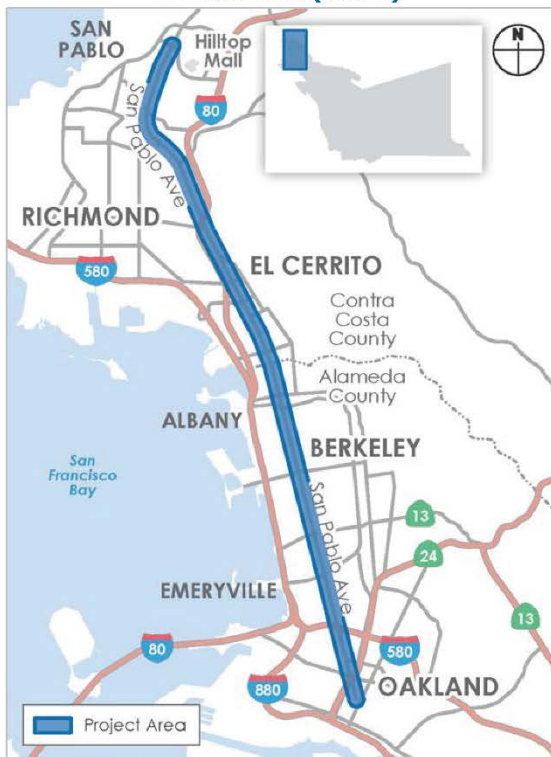 SAN
PABLO
Hilltop
Mall
N
80
San Pablo Ave
RICHMOND
580
EL CERRITO
Contra
Costa
County
Alameda
County
ALBANY
BERKELEY
San
Francisco
Bay
San Pablo Ave
13
24
EMERYVILLE
13
80
580
880
OAKLAND
Project Area